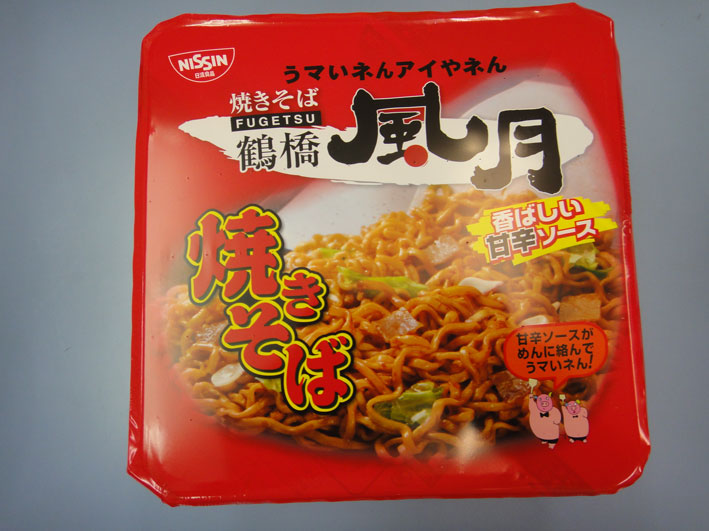 NISSIN
日清食品
うマいネんアイやネん
焼きそば
FUGETSU
鶴橋
風月
香ばしい
甘辛ソース
焼きそば
甘辛ソースが
めんに絡んで
うマいネん!